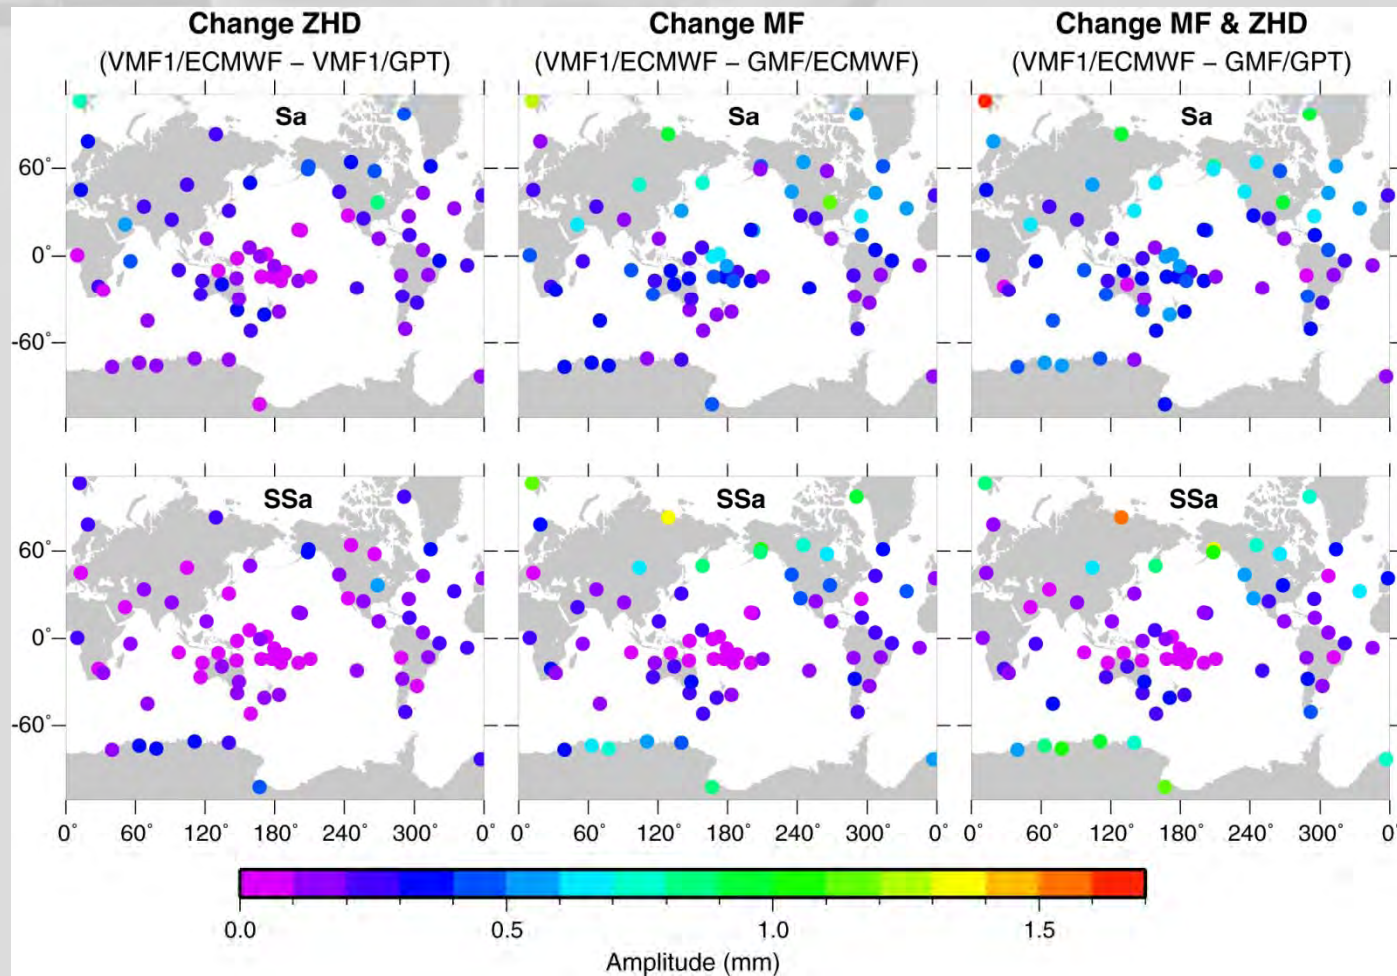 Change ZHD Change MF Change MF & ZHD
(VMF1/ECMWF – VMF1/GPT) (VMF1/ECMWF – GMF/ECMWF) (VMF1/ECMWF – GMF/GPT)
Sa Sa Sa
60°
0°
-60°
SSa SSa SSa
60°
0°
-60°
0° 60° 120° 180° 240° 300° 0° 60° 120° 180° 240° 300° 0° 0° 60° 120° 180° 240° 300° 0°
0.0 0.5 1.0 1.5
Amplitude (mm)